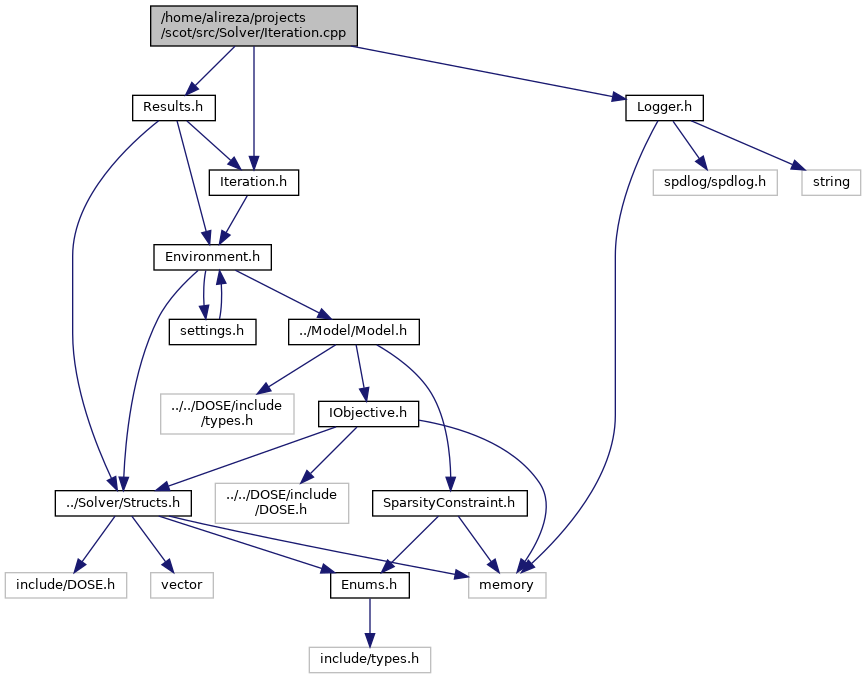 /home/alireza/projects
/scot/src/Solver/Iteration.cpp
Results.h
Logger.h
Iteration.h
spdlog/spdlog.h
string
Environment.h
settings.h
../Model/Model.h
../../DOSE/include
/types.h
IObjective.h
../Solver/Structs.h
../../DOSE/include
/DOSE.h
SparsityConstraint.h
include/DOSE.h
vector
Enums.h
memory
include/types.h